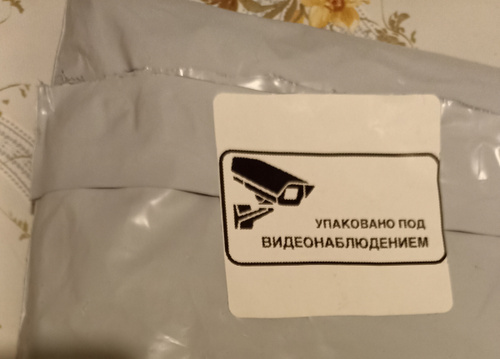 УПАКОВАНО ПОД
ВИДЕОНАБЛЮДЕНИЕМ